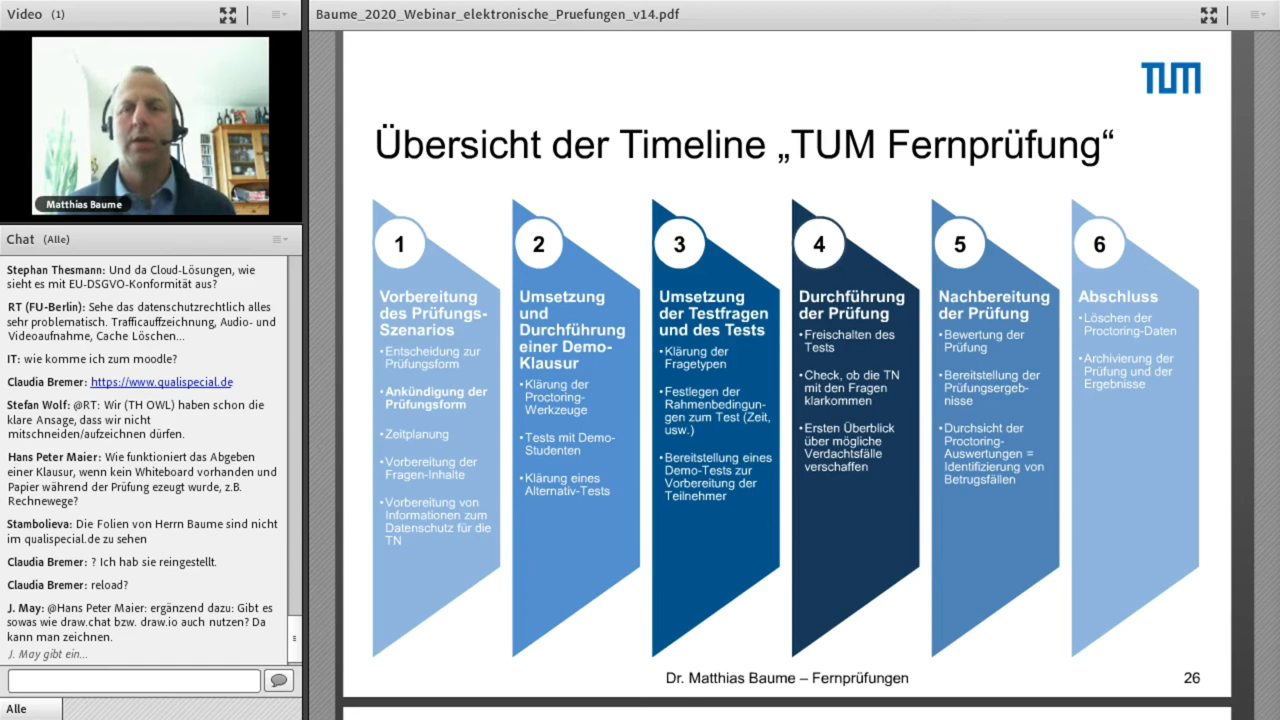 Video (1)
Matthias Baume
Chat (Alle)
Stephan Thesmann: Und da Cloud-Lösungen, wie
sieht es mit EU-DSGVO-Konformität aus?
RT (FU-Berlin): Sehe das datenschutzrechtlich alles
sehr problematisch. Trafficauffzeichnung, Audio- und
Videoaufnahme, Cache Löschen...
IT: wie komme ich zum moodle?
Claudia Bremer: https://www.qualispecial.de
Stefan Wolf: @RT: Wir (TH OWL) haben schon die
klare Ansage, dass wir nicht
mitschneiden/aufzeichnen dürfen.
Hans Peter Maier: Wie funktioniert das Abgeben
einer Klausur, wenn kein Whiteboard vorhanden und
Papier während der Prüfung ezeugt wurde, z.B.
Rechnewege?
Stambolieva: Die Folien von Herrn Baume sind nicht
im qualispecial.de zu sehen
Claudia Bremer: ? Ich hab sie reingestellt.
Claudia Bremer: reload?
J. May: @Hans Peter Maier: ergänzend dazu: Gibt es
sowas wie draw.chat bzw. draw.io auch nutzen? Da
kann man zeichnen.
J. May gibt ein...
Alle
Baume_2020_Webinar_elektronische_Pruefungen_v14.pdf
TUM
Übersicht der Timeline „TUM Fernprüfung“
1
Vorbereitung
des Prüfungs-
Szenarios
•Entscheidung zur
Prüfungsform
•Ankündigung der
Prüfungsform
•Zeitplanung
•Vorbereitung der
Fragen-Inhalte
•Vorbereitung von
Informationen zum
Datenschutz für die
TN
2
Umsetzung
und
Durchführung
einer Demo-
Klausur
•Klärung der
Proctoring-
Werkzeuge
•Tests mit Demo-
Studenten
•Klärung eines
Alternativ-Tests
3
Umsetzung
der Testfragen
und des Tests
•Klärung der
Fragetypen
•Festlegen der
Rahmenbedingun-
gen zum Test (Zeit,
usw.)
•Bereitstellung eines
Demo-Tests zur
Vorbereitung der
Teilnehmer
4
Durchführung
der Prüfung
•Freischalten des
Tests
•Check, ob die TN
mit den Fragen
klarkommen
•Ersten Überblick
über mögliche
Verdachtsfälle
verschaffen
5
Nachbereitung
der Prüfung
•Bewertung der
Prüfung
•Bereitstellung der
Prüfungsergeb-
nisse
•Durchsicht der
Proctoring-
Auswertungen =
Identifizierung von
Betrugsfällen
6
Abschluss
•Löschen der
Proctoring-Daten
•Archivierung der
Prüfung und der
Ergebnisse
Dr. Matthias Baume – Fernprüfungen
26